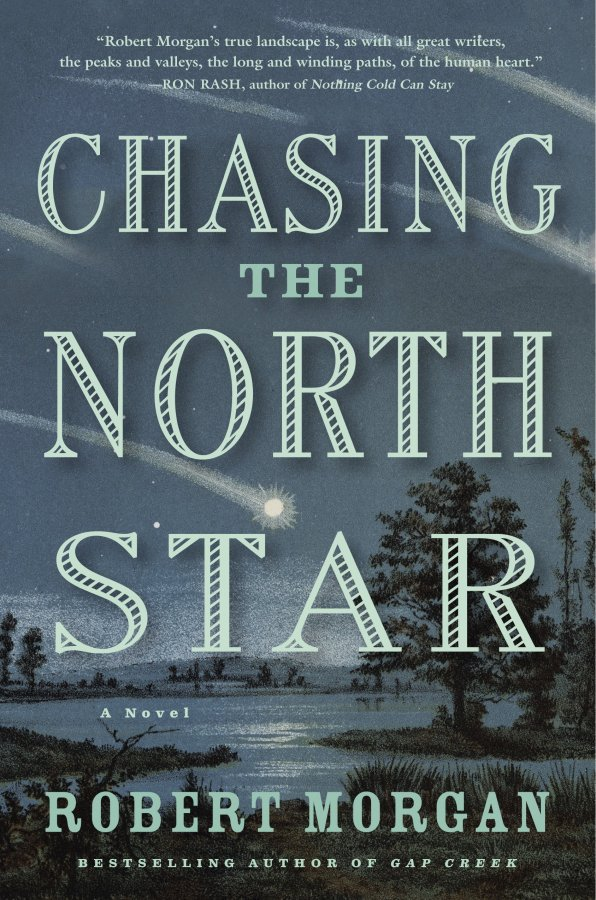 “Robert Morgan’s true landscape is, as with all great writers,
the peaks and valleys, the long and winding paths, of the human heart.”
—RON RASH, author of Nothing Cold Can Stay
CHASING
THE
NORTH
STAR
A Novel
ROBERT MORGAN
BESTSELLING AUTHOR OF GAP CREEK